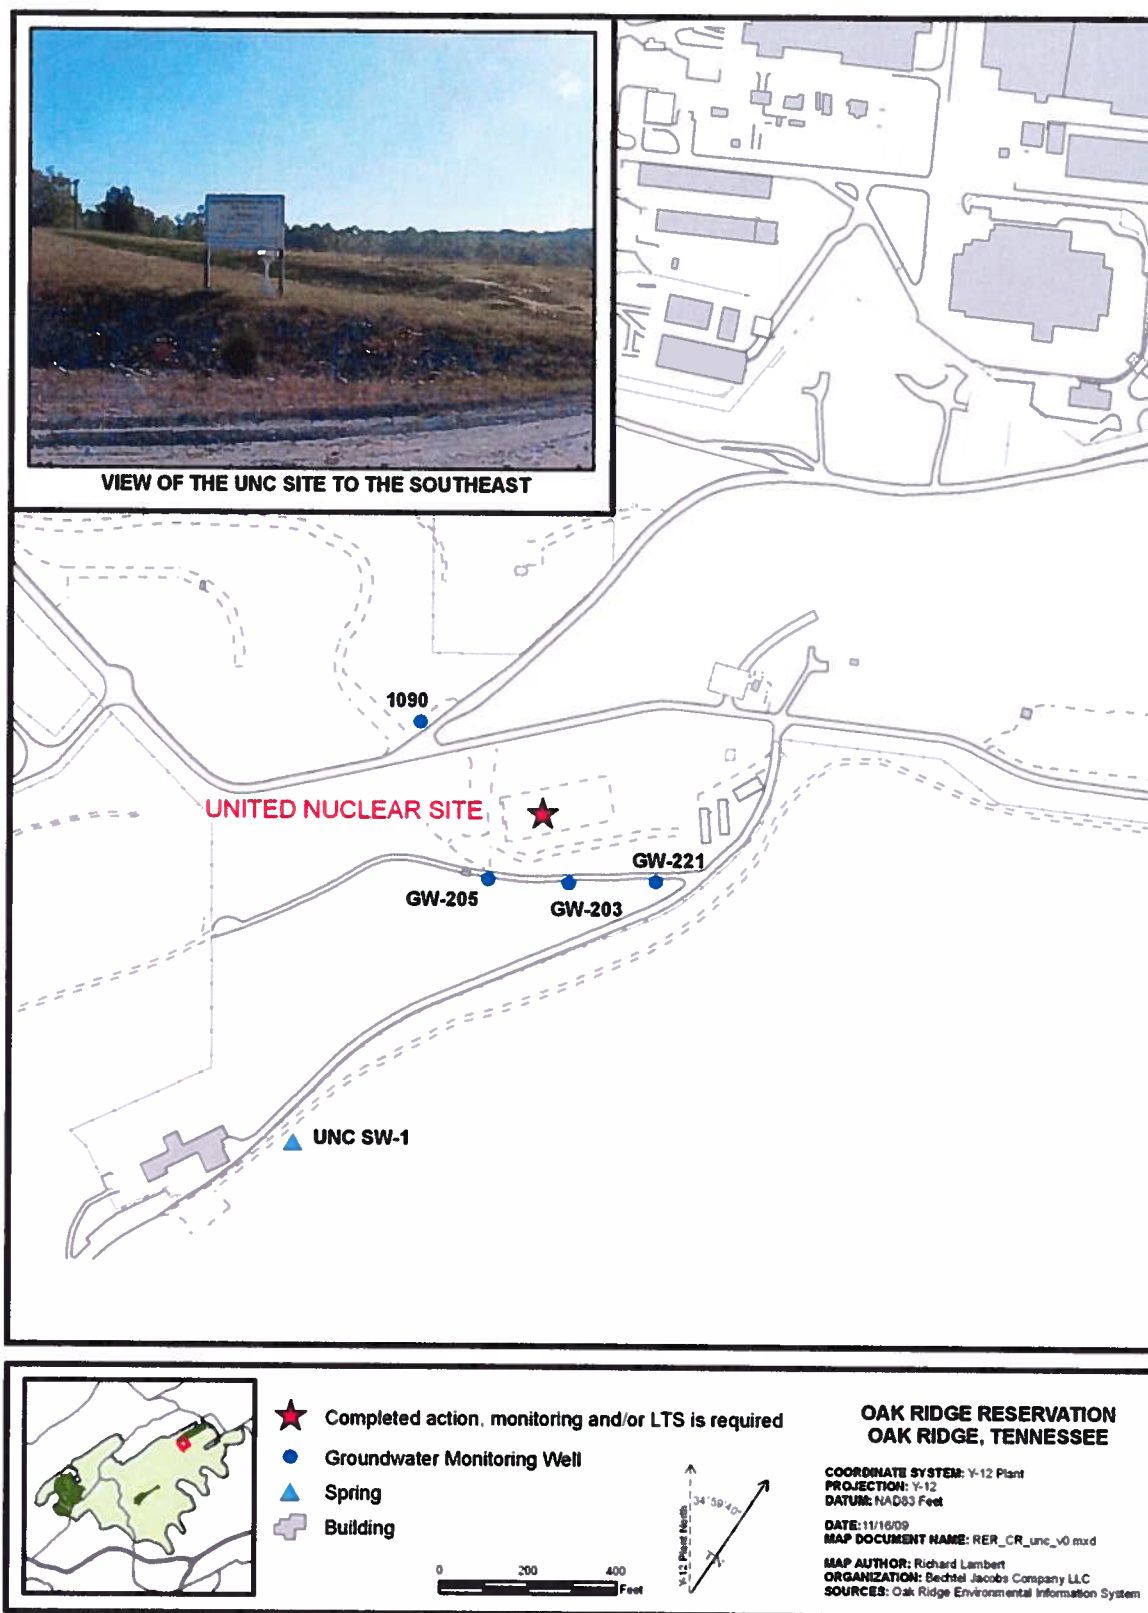 VIEW OF THE UNC SITE TO THE SOUTHEAST
1090
UNITED NUCLEAR SITE
GW-221
GW-205
GW-203
UNC SW-1
Completed action, monitoring and/or LTS is required
Groundwater Monitoring Well
Spring
Building
0 200 400
Feet
Y-12 Plant North
34°59'40"
OAK RIDGE RESERVATION
OAK RIDGE, TENNESSEE
COORDINATE SYSTEM: Y-12 Plant
PROJECTION: Y-12
DATUM: NAD83 Feet
DATE: 11/16/09
MAP DOCUMENT NAME: RER_CR_unc_v0.mxd
MAP AUTHOR: Richard Lambert
ORGANIZATION: Bechtel Jacobs Company LLC
SOURCES: Oak Ridge Environmental Information System